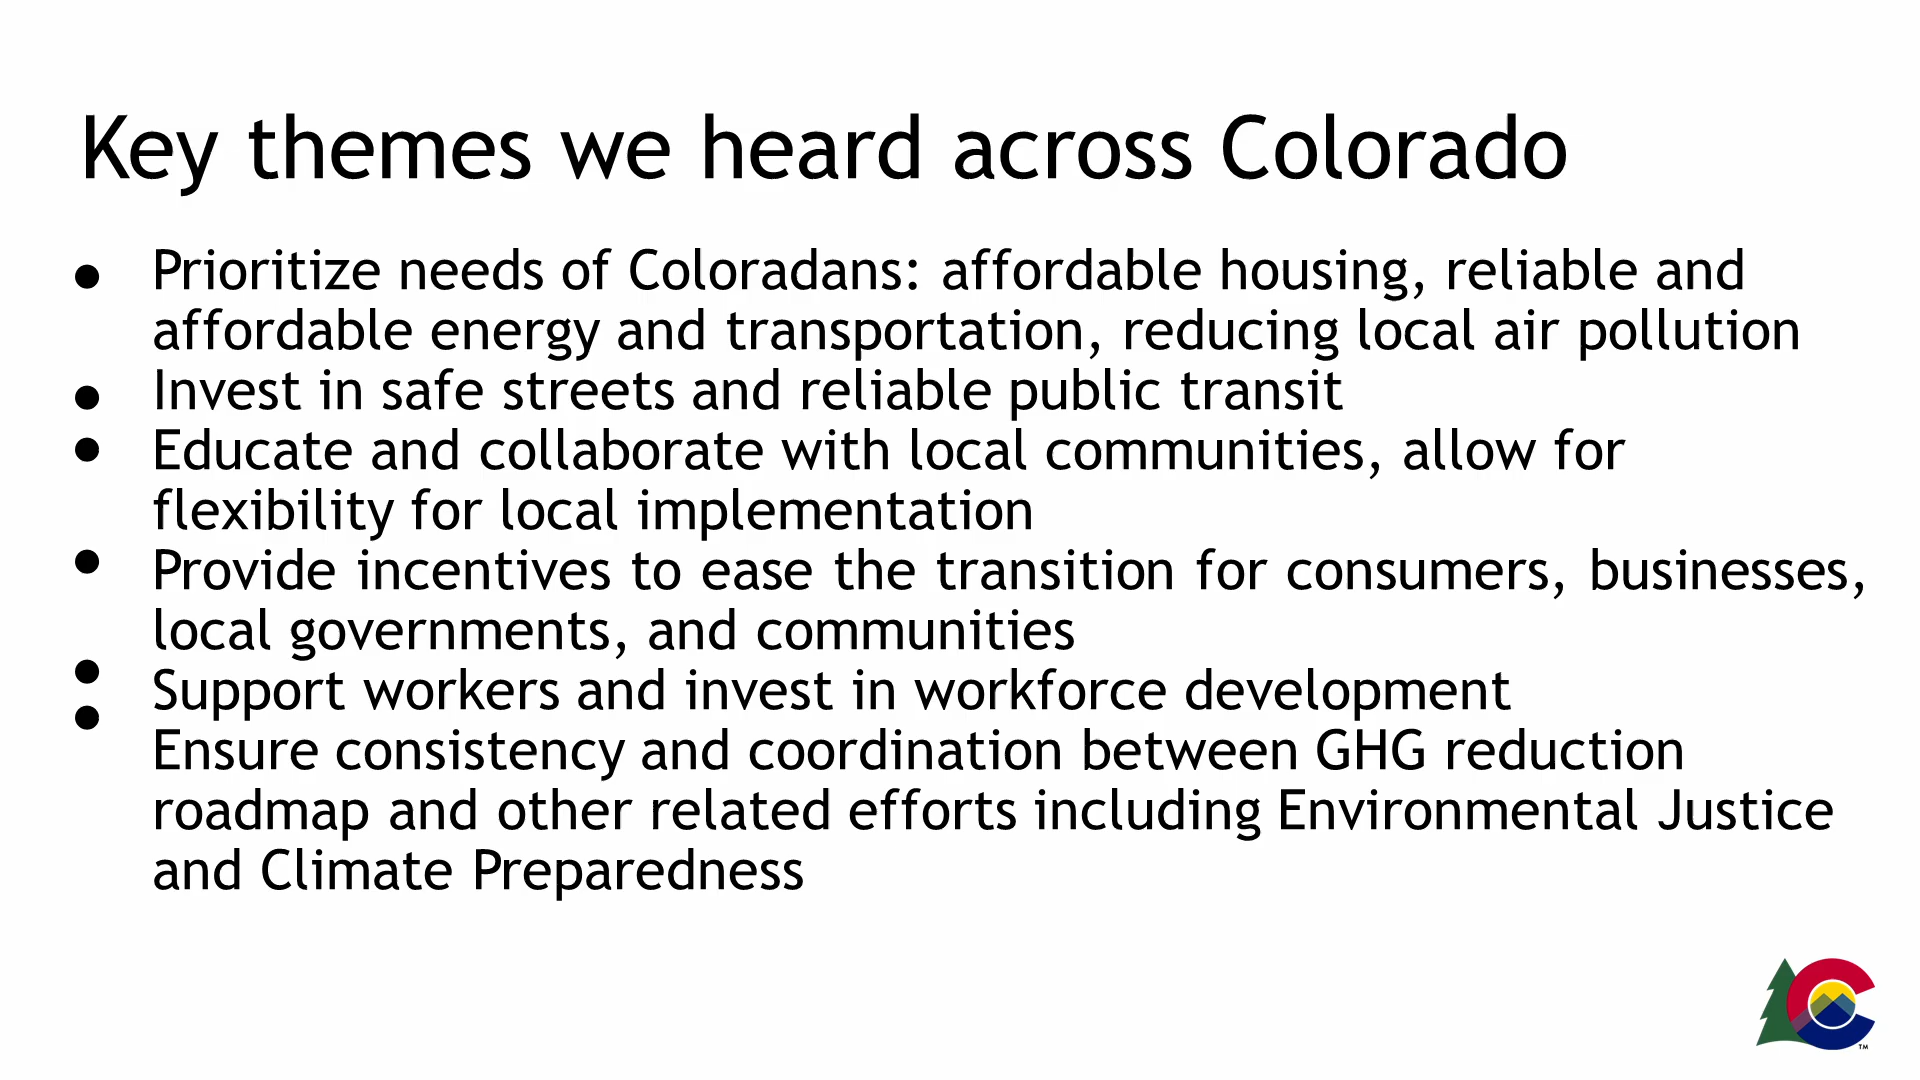 Key themes we heard across Colorado
● Prioritize needs of Coloradans: affordable housing, reliable and
affordable energy and transportation, reducing local air pollution
● Invest in safe streets and reliable public transit
● Educate and collaborate with local communities, allow for
flexibility for local implementation
● Provide incentives to ease the transition for consumers, businesses,
local governments, and communities
● Support workers and invest in workforce development
● Ensure consistency and coordination between GHG reduction
roadmap and other related efforts including Environmental Justice
and Climate Preparedness
TM